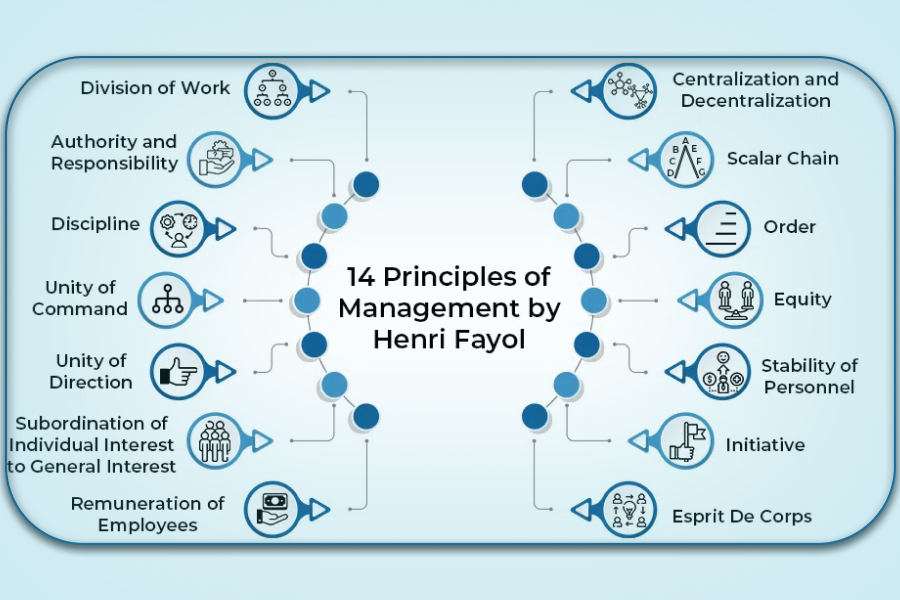 14 Principles of
Management by
Henri Fayol
Division of Work
Authority and
Responsibility
Discipline
Unity of
Command
Unity of
Direction
Subordination of
Individual Interest
to General Interest
Remuneration of
Employees
Centralization and
Decentralization
A
B E
C F
D G
Scalar Chain
Order
Equity
$
Stability of
Personnel
Initiative
Esprit De Corps